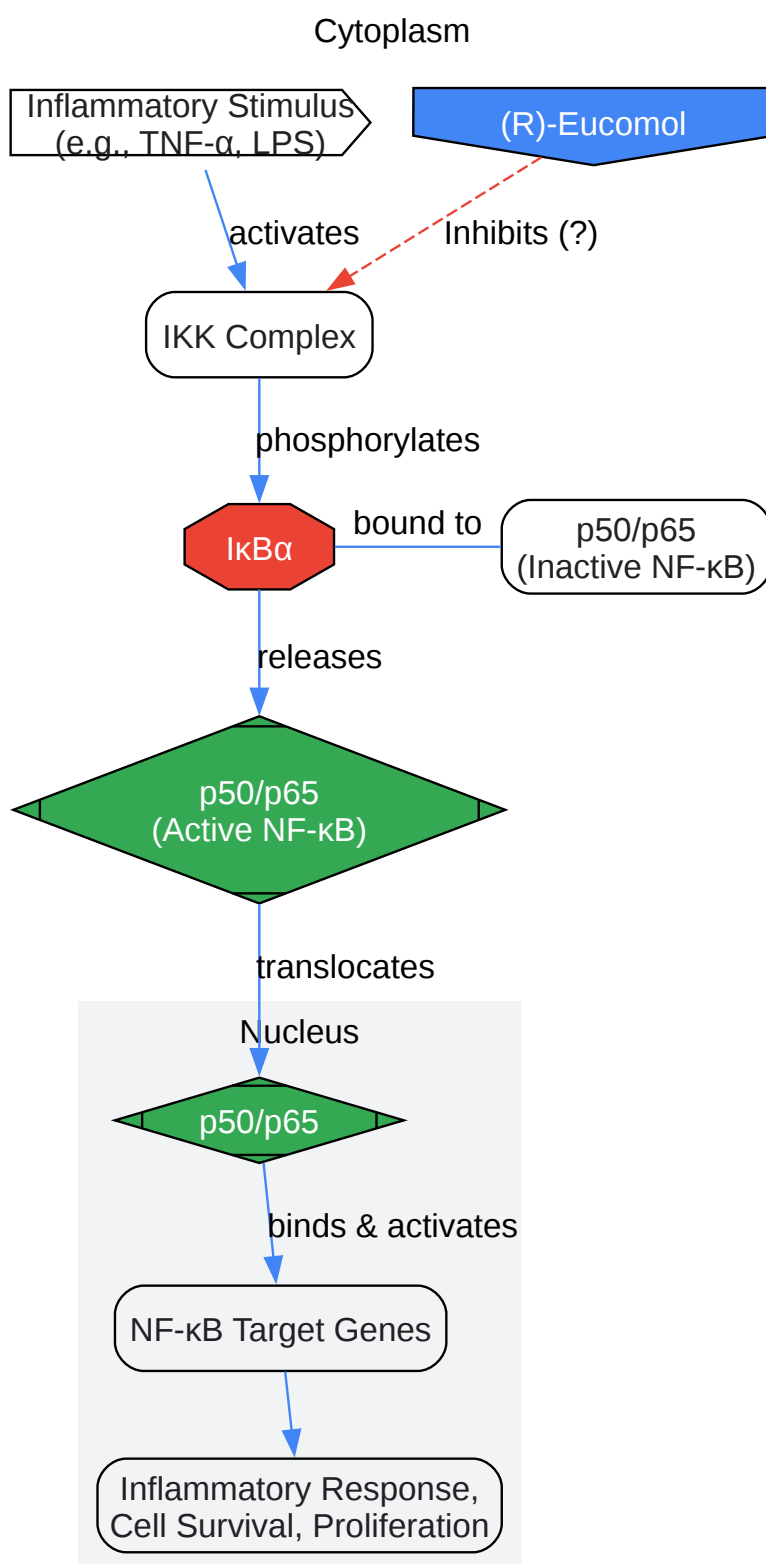 Cytoplasm
Inflammatory Stimulus
(e.g., TNF-α, LPS)
(R)-Eucomol
activates
Inhibits (?)
IKK Complex
phosphorylates
IκBα
bound to
p50/p65
(Inactive NF-κB)
releases
p50/p65
(Active NF-κB)
translocates
Nucleus
p50/p65
binds & activates
NF-κB Target Genes
Inflammatory Response,
Cell Survival, Proliferation